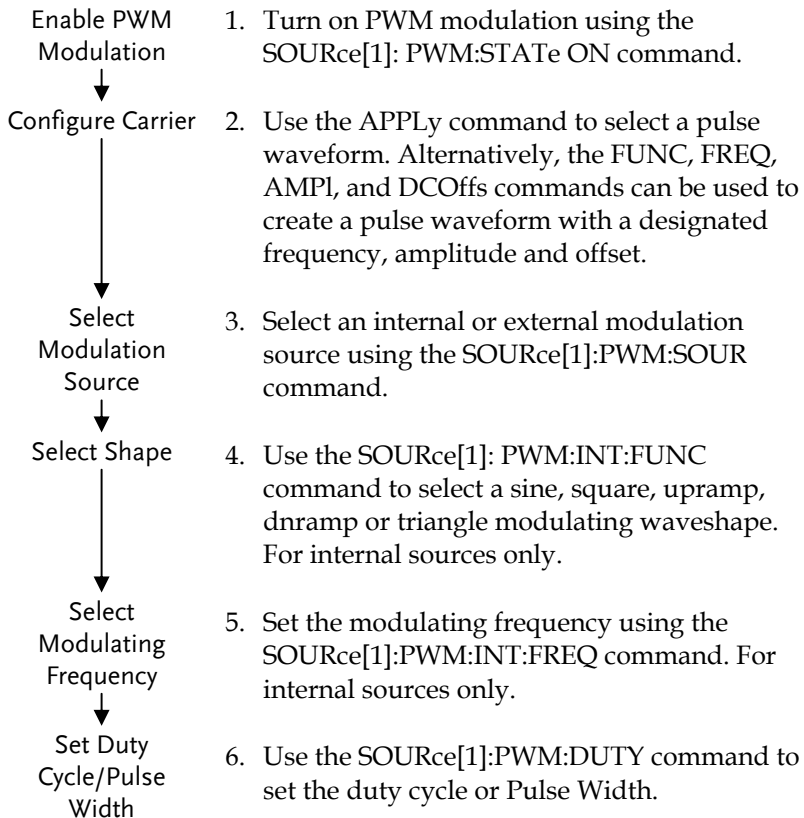 Enable PWM
Modulation
1. Turn on PWM modulation using the
SOURce[1]: PWM:STATe ON command.
Configure Carrier
2. Use the APPLy command to select a pulse
waveform. Alternatively, the FUNC, FREQ,
AMPl, and DCOffs commands can be used to
create a pulse waveform with a designated
frequency, amplitude and offset.
Select
Modulation
Source
3. Select an internal or external modulation
source using the SOURce[1]:PWM:SOUR
command.
Select Shape
4. Use the SOURce[1]: PWM:INT:FUNC
command to select a sine, square, upramp,
dnramp or triangle modulating waveshape.
For internal sources only.
Select
Modulating
Frequency
5. Set the modulating frequency using the
SOURce[1]:PWM:INT:FREQ command. For
internal sources only.
Set Duty
Cycle/Pulse
Width
6. Use the SOURce[1]:PWM:DUTY command to
set the duty cycle or Pulse Width.